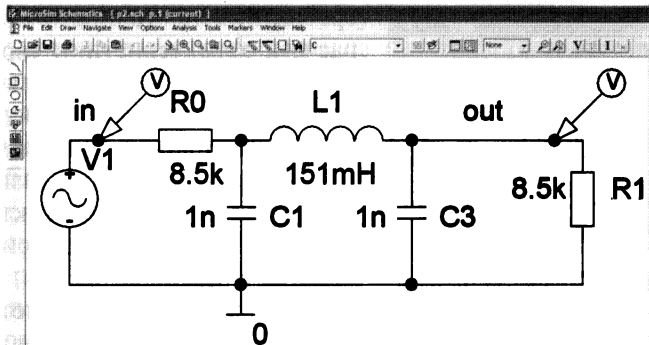 MicroSim Schematics - [ p2.sch p.1 (current) ]
File Edit Draw Navigate View Options Analysis Tools Markers Window Help
C
None
V
I
V
V
in
R0
L1
out
V1
8.5k
151mH
8.5k
R1
1n
C1
1n
C3
0